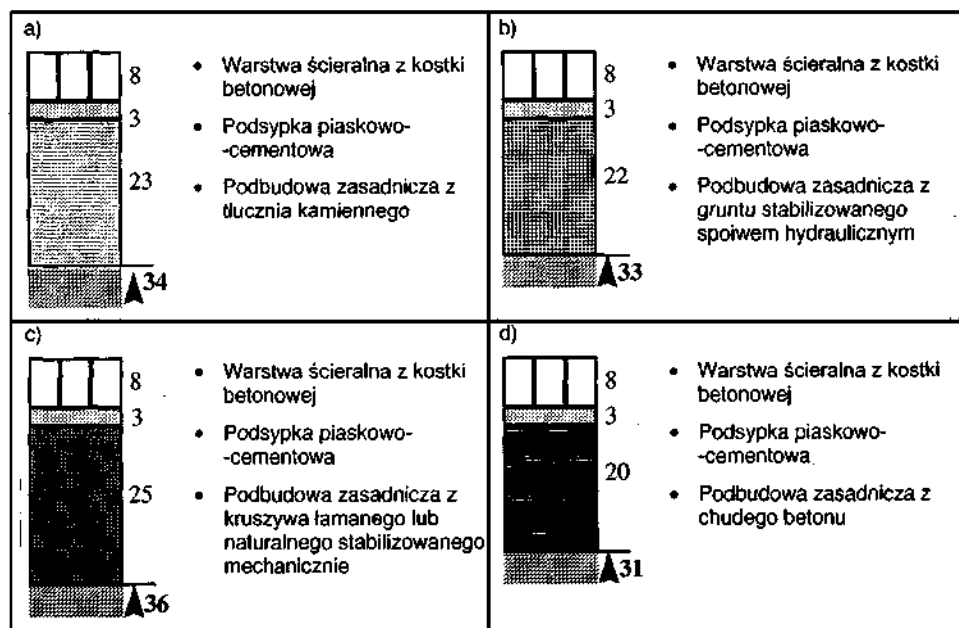 a)
8
3
23
34
• Warstwa ścieralna z kostki
betonowej
• Podsypka piaskowo-
-cementowa
• Podbudowa zasadnicza z
tłucznia kamiennego
b)
8
3
22
33
• Warstwa ścieralna z kostki
betonowej
• Podsypka piaskowo-
-cementowa
• Podbudowa zasadnicza z
gruntu stabilizowanego
spoiwem hydraulicznym
c)
8
3
25
36
• Warstwa ścieralna z kostki
betonowej
• Podsypka piaskowo-
-cementowa
• Podbudowa zasadnicza z
kruszywa łamanego lub
naturalnego stabilizowanego
mechanicznie
d)
8
3
20
31
• Warstwa ścieralna z kostki
betonowej
• Podsypka piaskowo-
-cementowa
• Podbudowa zasadnicza z
chudego betonu